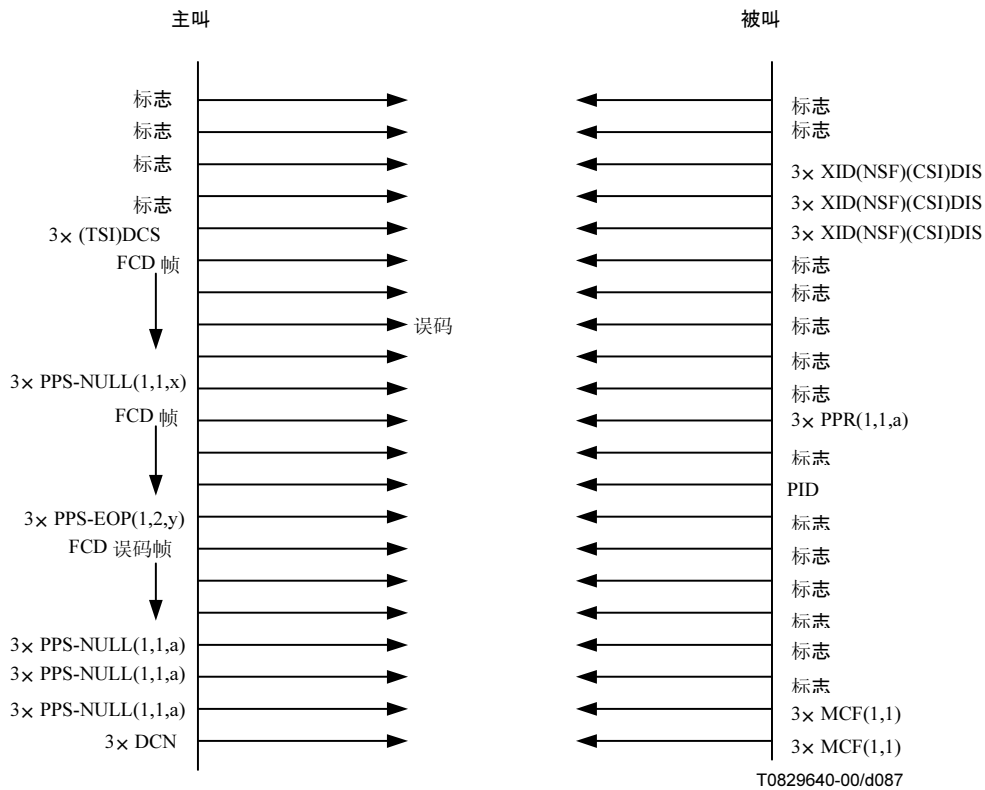 主叫
被叫
标志
标志
标志
标志
标志
3× XID(NSF)(CSI)DIS
标志
3× XID(NSF)(CSI)DIS
3× (TSI)DCS
3× XID(NSF)(CSI)DIS
FCD 帧
标志
标志
误码
标志
标志
3× PPS-NULL(1,1,x)
标志
FCD 帧
3× PPR(1,1,a)
标志
PID
3× PPS-EOP(1,2,y)
标志
FCD 误码帧
标志
标志
标志
3× PPS-NULL(1,1,a)
标志
3× PPS-NULL(1,1,a)
标志
3× PPS-NULL(1,1,a)
3× MCF(1,1)
3× DCN
3× MCF(1,1)
T0829640-00/d087